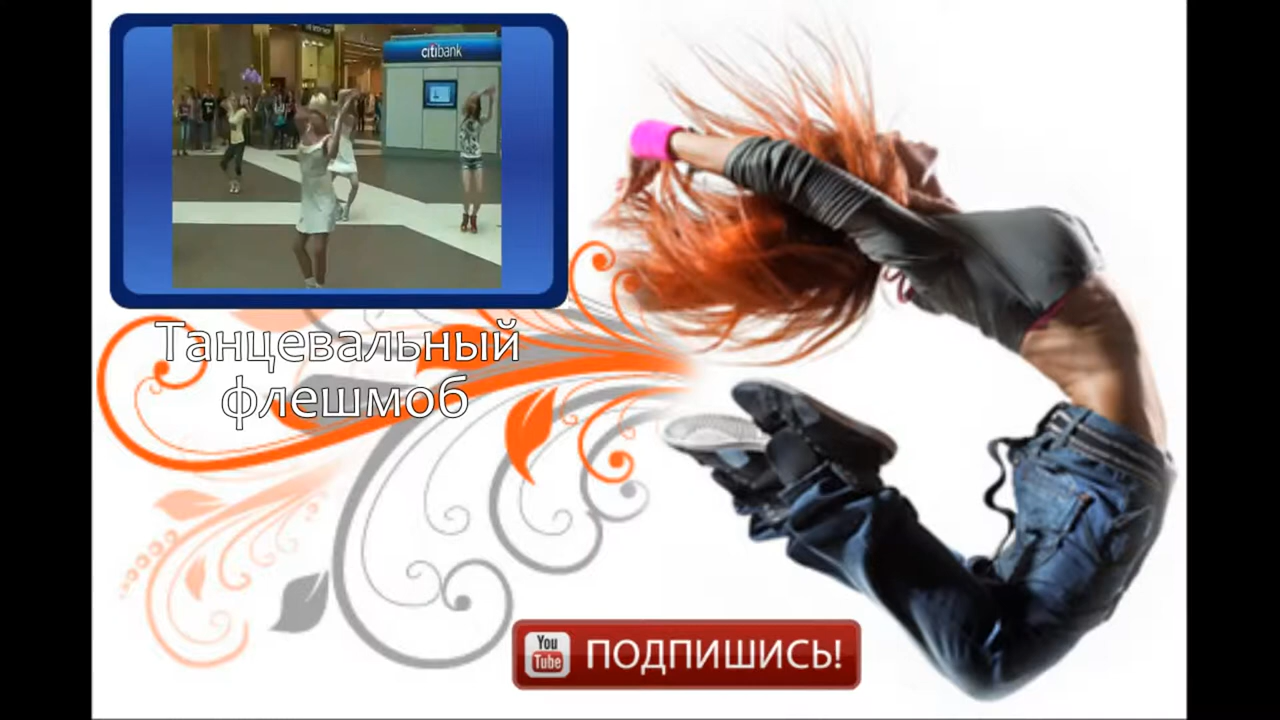 citibank
Танцевальный
флешмоб
You
Tube
ПОДПИШИСЬ!